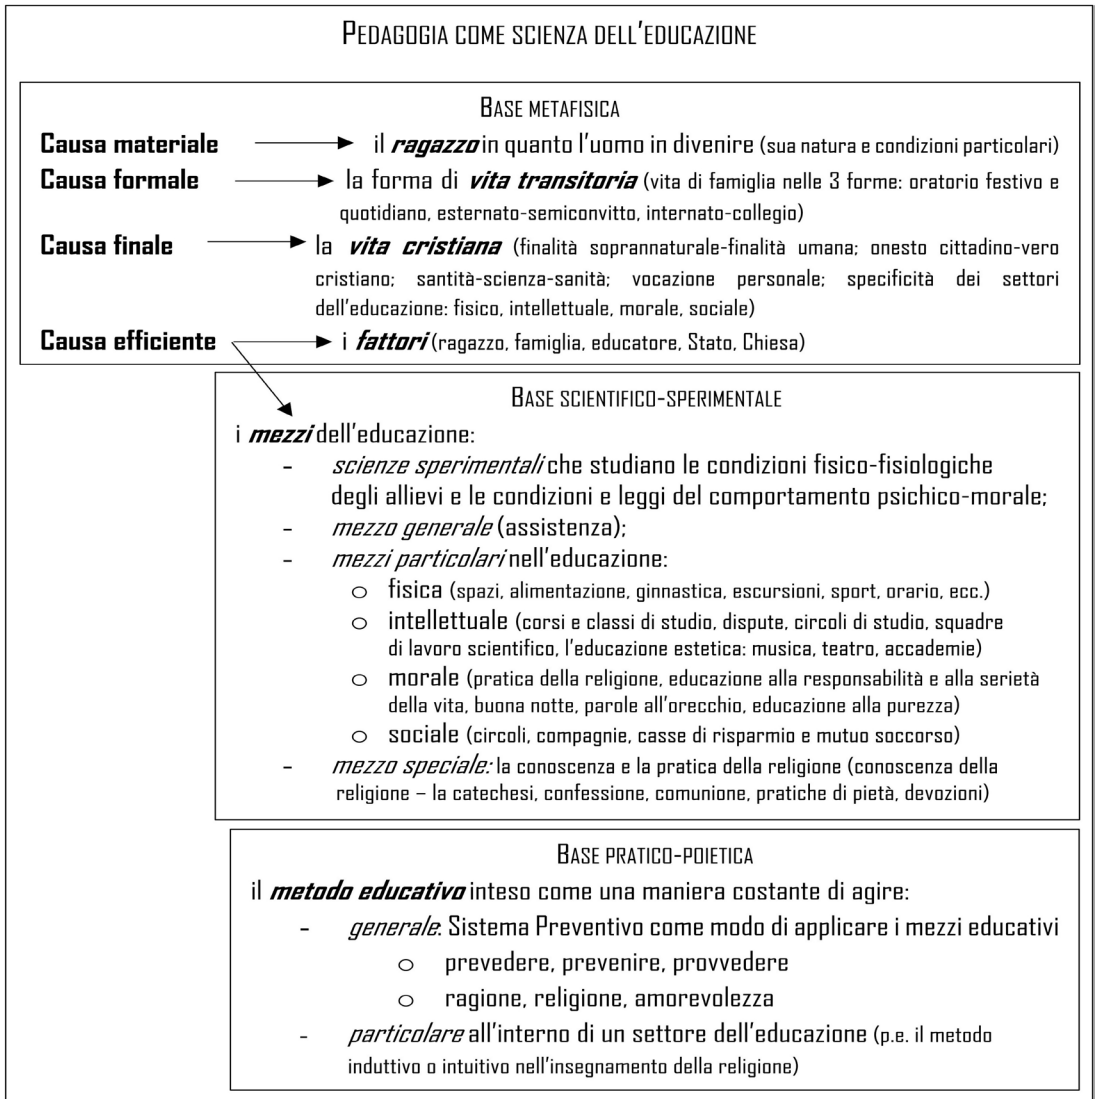 PEDAGOGIA COME SCIENZA DELL'EDUCAZIONE
BASE METAFISICA
Causa materiale il ragazzo in quanto l'uomo in divenire (sua natura e condizioni particolari)
Causa formale la forma di vita transitoria (vita di famiglia nelle 3 forme: oratorio festivo e
quotidiano, esternato-semiconvitto, internato-collegio)
Causa finale la vita cristiana (finalità soprannaturale-finalità umana; onesto cittadino-vero
cristiano; santità-scienza-sanità; vocazione personale; specificità dei settori
dell'educazione: fisico, intellettuale, morale, sociale)
Causa efficiente i fattori (ragazzo, famiglia, educatore, Stato, Chiesa)
BASE SCIENTIFICO-SPERIMENTALE
i mezzi dell'educazione:
- scienze sperimentali che studiano le condizioni fisico-fisiologiche
degli allievi e le condizioni e leggi del comportamento psichico-morale;
- mezzo generale (assistenza);
- mezzi particolari nell'educazione:
o fisica (spazi, alimentazione, ginnastica, escursioni, sport, orario, ecc.)
o intellettuale (corsi e classi di studio, dispute, circoli di studio, squadre
di lavoro scientifico, l'educazione estetica: musica, teatro, accademie)
o morale (pratica della religione, educazione alla responsabilità e alla serietà
della vita, buona notte, parole all'orecchio, educazione alla purezza)
o sociale (circoli, compagnie, casse di risparmio e mutuo soccorso)
- mezzo speciale: la conoscenza e la pratica della religione (conoscenza della
religione – la catechesi, confessione, comunione, pratiche di pietà, devozioni)
BASE PRATICO-POIETICA
il metodo educativo inteso come una maniera costante di agire:
- generale: Sistema Preventivo come modo di applicare i mezzi educativi
o prevedere, prevenire, provvedere
o ragione, religione, amorevolezza
- particolare all'interno di un settore dell'educazione (p.e. il metodo
induttivo o intuitivo nell'insegnamento della religione)